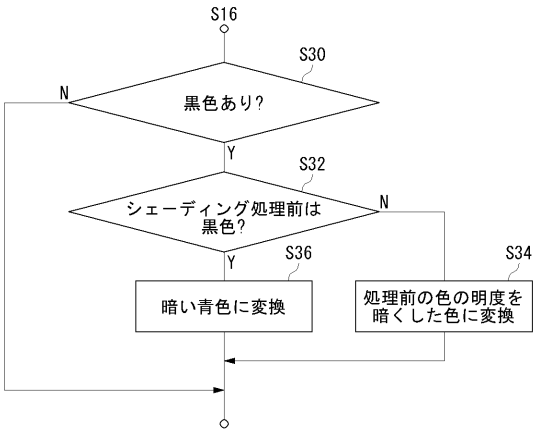 S16
S30
N
黒色あり?
Y
S32
シェーディング処理前は
黒色?
N
Y
S36
S34
暗い青色に変換
処理前の色の明度を
暗くした色に変換